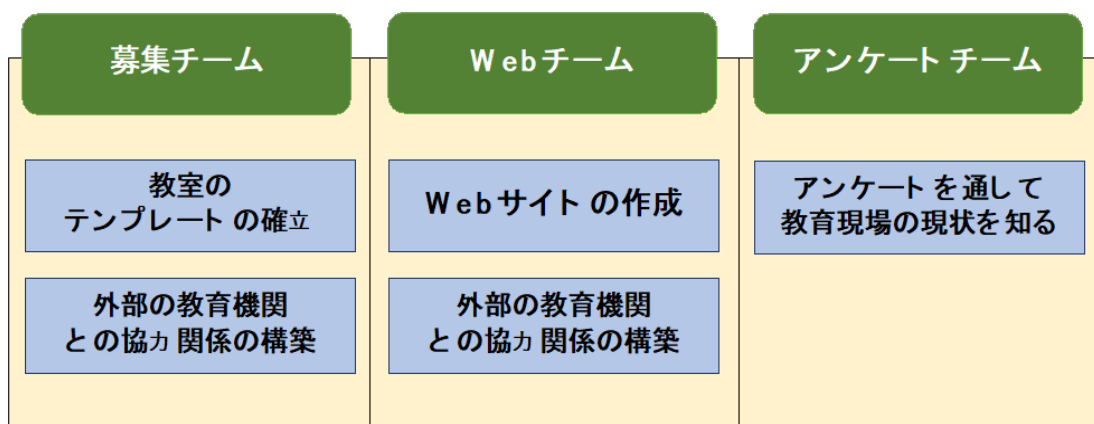 募集チーム
Webチーム
アンケートチーム
教室の
テンプレートの確立
Webサイトの作成
アンケートを通して
教育現場の現状を知る
外部の教育機関
との協力関係の構築
外部の教育機関
との協力関係の構築